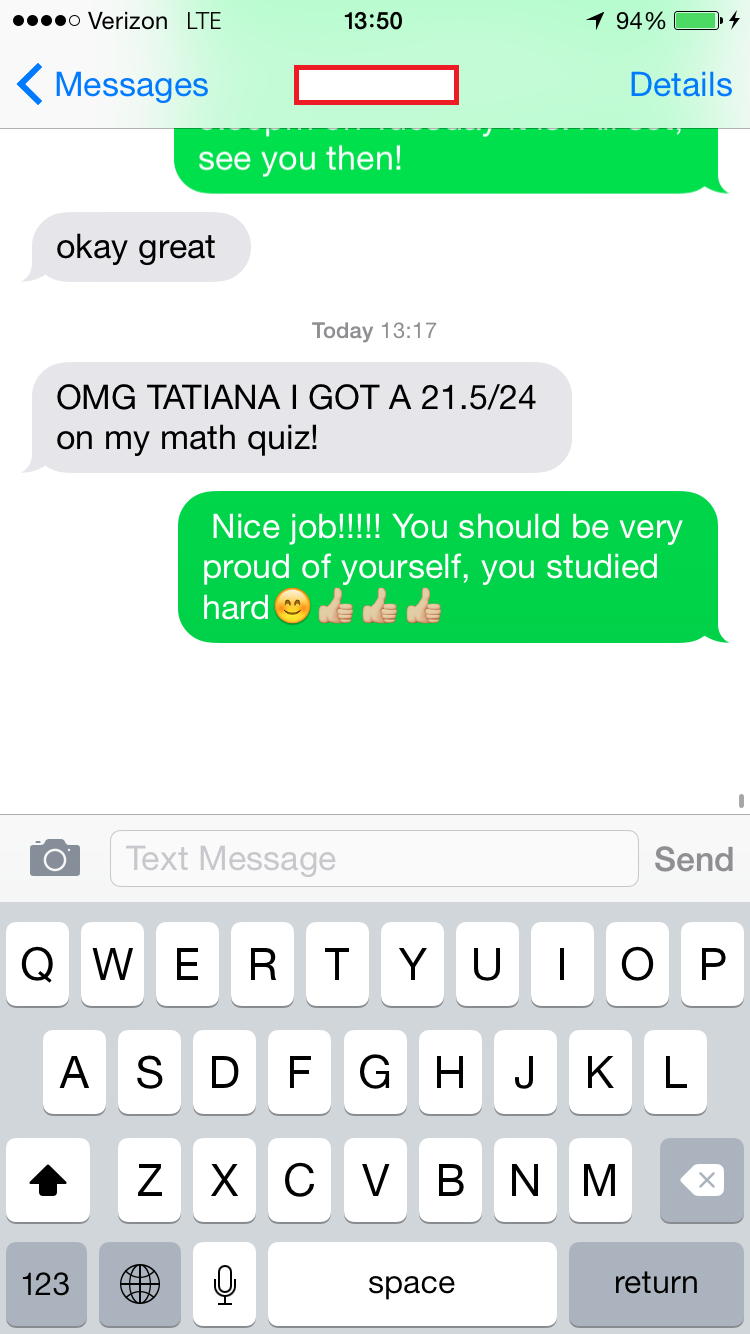 Verizon LTE 13:50 94%
Messages Details
see you then!
okay great
Today 13:17
OMG TATIANA I GOT A 21.5/24
on my math quiz!
Nice job!!!!! You should be very
proud of yourself, you studied
hard😊👍🏼👍🏼👍🏼
Text Message Send
Q W E R T Y U I O P
A S D F G H J K L
Z X C V B N M
123 space return